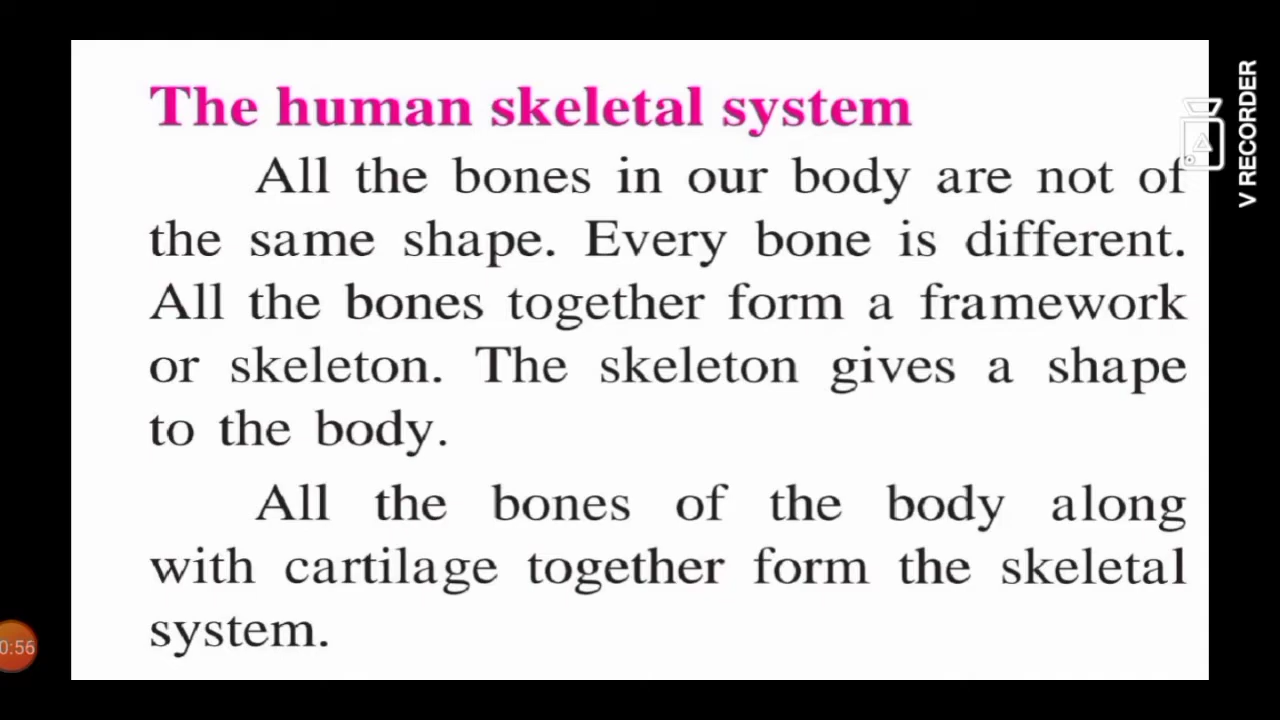 The human skeletal system
All the bones in our body are not of
the same shape. Every bone is different.
All the bones together form a framework
or skeleton. The skeleton gives a shape
to the body.
All the bones of the body along
with cartilage together form the skeletal
system.
V RECORDER
0:56